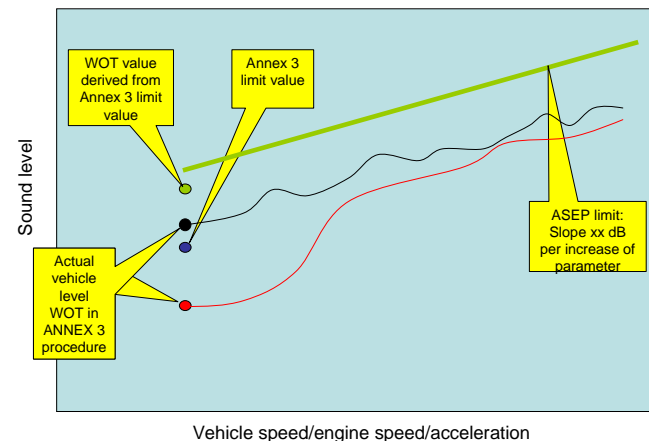 WOT value
derived from
Annex 3 limit
value
Annex 3
limit value
Sound level
Actual
vehicle
level
WOT in
ANNEX 3
procedure
ASEP limit:
Slope xx dB
per increase of
parameter
Vehicle speed/engine speed/acceleration